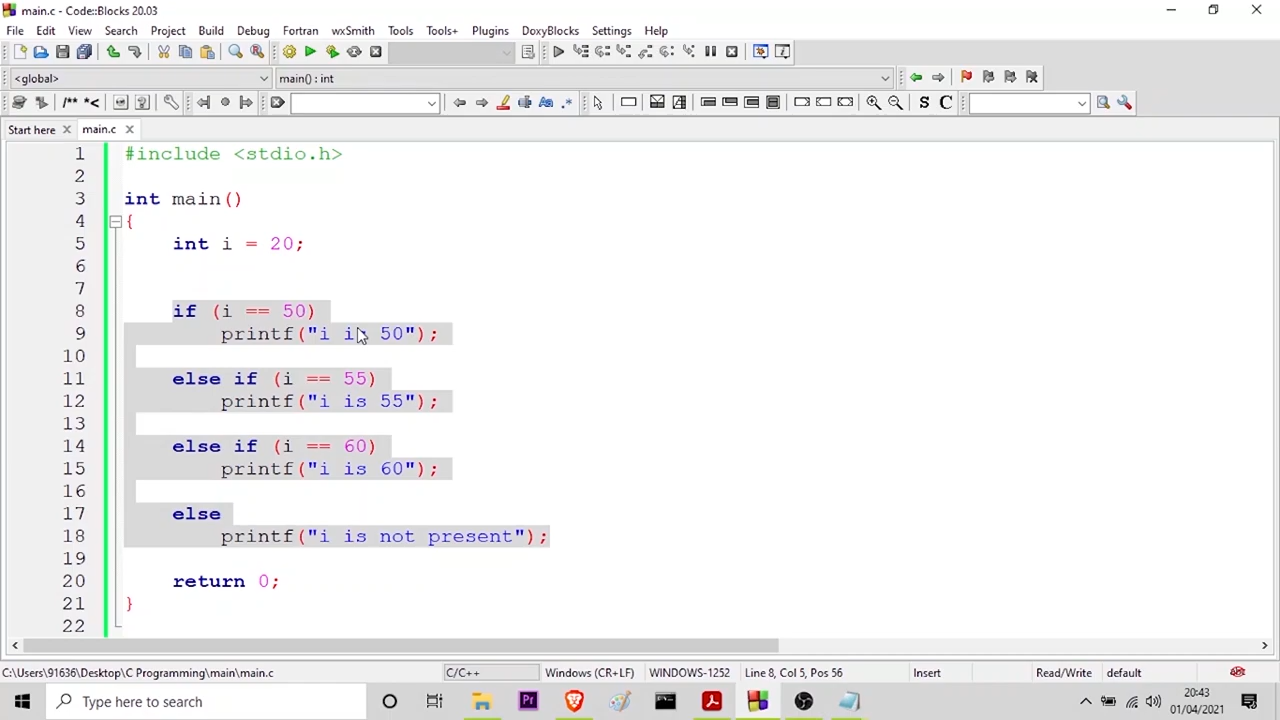 main.c - Code::Blocks 20.03
File Edit View Search Project Build Debug Fortran wxSmith Tools Tools+ Plugins DoxyBlocks Settings Help
<global> main() : int
/** *< Aa .* S C
Start here main.c
1 #include <stdio.h>
2
3 int main()
4 {
5 int i = 20;
6
7
8 if (i == 50)
9 printf("i is 50");
10
11 else if (i == 55)
12 printf("i is 55");
13
14 else if (i == 60)
15 printf("i is 60");
16
17 else
18 printf("i is not present");
19
20 return 0;
21 }
22
C:\Users\91636\Desktop\C Programming\main\main.c C/C++ Windows (CR+LF) WINDOWS-1252 Line 8, Col 5, Pos 56 Insert Read/Write default
Type here to search Pr 20:43
01/04/2021